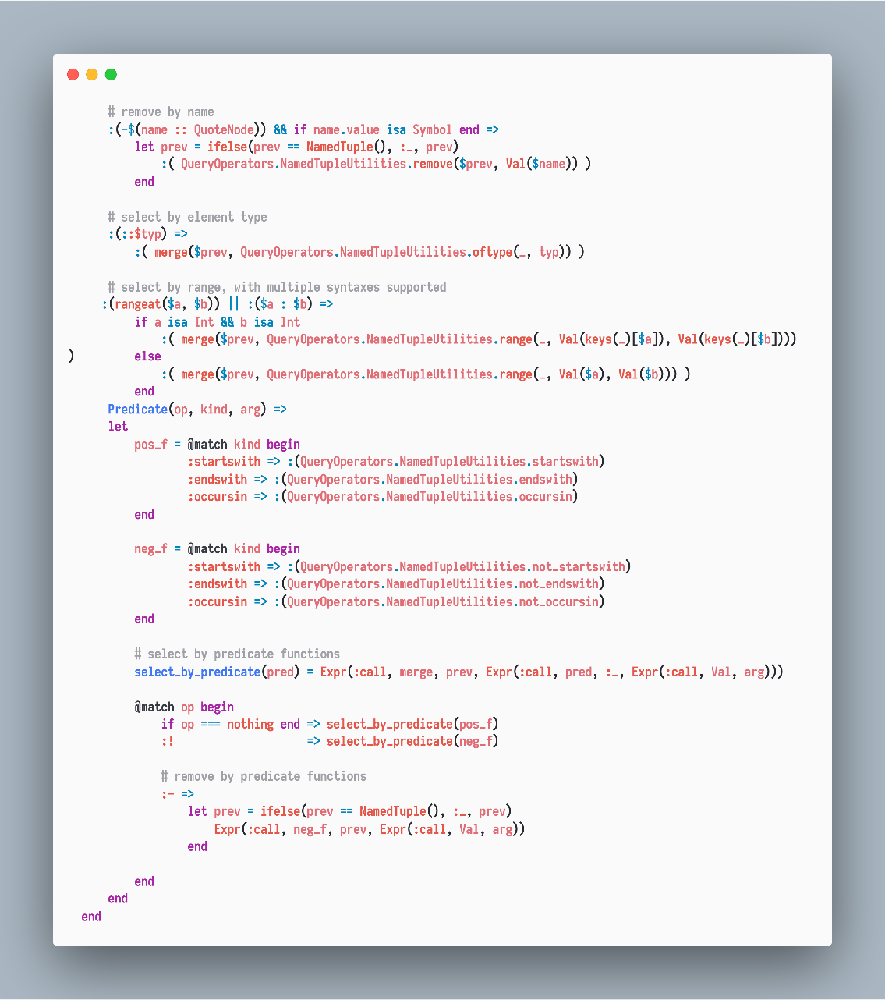 # remove by name
:(-$(name :: QuoteNode)) && if name.value isa Symbol end =>
let prev = ifelse(prev == NamedTuple(), :_, prev)
:( QueryOperators.NamedTupleUtilities.remove($prev, Val($name)) )
end
# select by element type
:(::$typ) =>
:( merge($prev, QueryOperators.NamedTupleUtilities.oftype(_, typ)) )
# select by range, with multiple syntaxes supported
:(rangeat($a, $b)) || :($a : $b) =>
if a isa Int && b isa Int
:( merge($prev, QueryOperators.NamedTupleUtilities.range(_, Val(keys(_)[$a]), Val(keys(_)[$b])))
)
else
:( merge($prev, QueryOperators.NamedTupleUtilities.range(_, Val($a), Val($b))) )
end
Predicate(op, kind, arg) =>
let
pos_f = @match kind begin
:startswith => :(QueryOperators.NamedTupleUtilities.startswith)
:endswith => :(QueryOperators.NamedTupleUtilities.endswith)
:occursin => :(QueryOperators.NamedTupleUtilities.occursin)
end
neg_f = @match kind begin
:startswith => :(QueryOperators.NamedTupleUtilities.not_startswith)
:endswith => :(QueryOperators.NamedTupleUtilities.not_endswith)
:occursin => :(QueryOperators.NamedTupleUtilities.not_occursin)
end
# select by predicate functions
select_by_predicate(pred) = Expr(:call, merge, prev, Expr(:call, pred, :_, Expr(:call, Val, arg)))
@match op begin
if op === nothing end => select_by_predicate(pos_f)
:! => select_by_predicate(neg_f)
# remove by predicate functions
:- =>
let prev = ifelse(prev == NamedTuple(), :_, prev)
Expr(:call, neg_f, prev, Expr(:call, Val, arg))
end
end
end
end